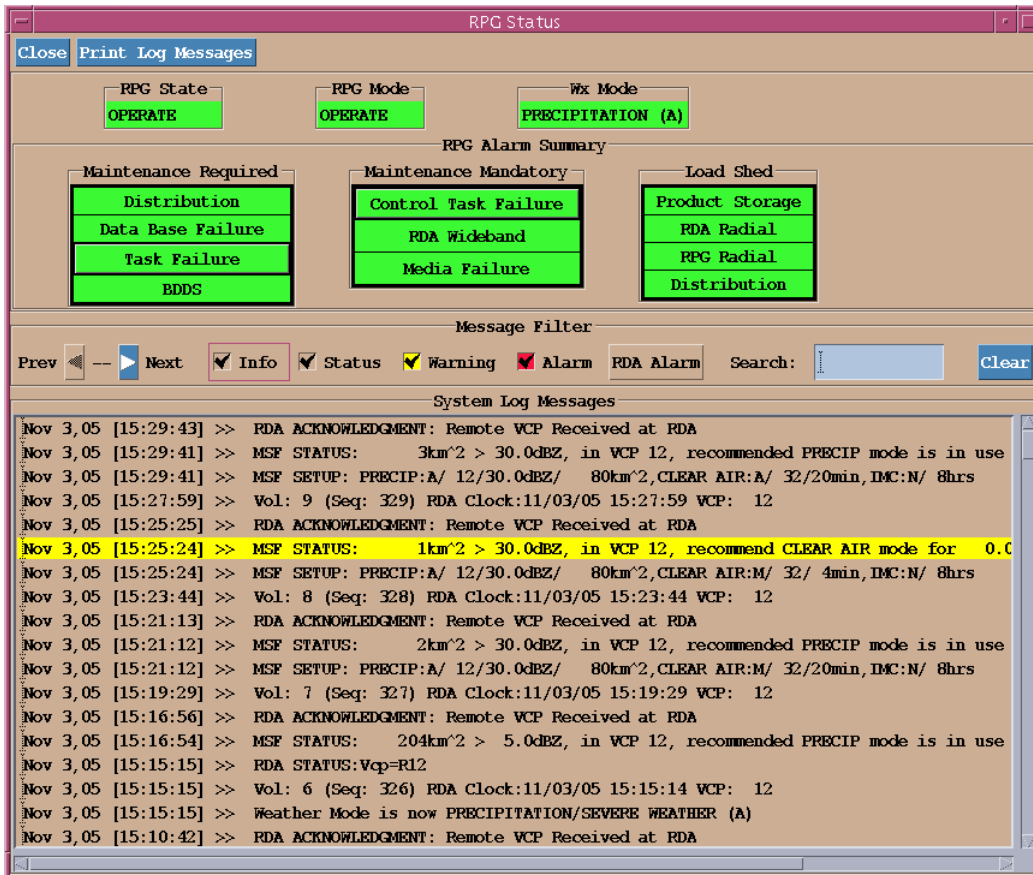 RPG Status
Close Print Log Messages
RPG State RPG Mode Wx Mode
OPERATE OPERATE PRECIPITATION (A)
RPG Alarm Summary
Maintenance Required Maintenance Mandatory Load Shed
Distribution Control Task Failure Product Storage
Data Base Failure RDA Wideband RDA Radial
Task Failure Media Failure RPG Radial
BDDS Distribution
Message Filter
Prev -- Next Info Status Warning Alarm RDA Alarm Search: Clear
System Log Messages
Nov 3,05 [15:29:43] >> RDA ACKNOWLEDGMENT: Remote VCP Received at RDA
Nov 3,05 [15:29:41] >> MSF STATUS: 3km^2 > 30.0dBZ, in VCP 12, recommended PRECIP mode is in use
Nov 3,05 [15:29:41] >> MSF SETUP: PRECIP:A/ 12/30.0dBZ/ 80km^2,CLEAR AIR:A/ 32/20min,IMC:N/ 8hrs
Nov 3,05 [15:27:59] >> Vol: 9 (Seq: 329) RDA Clock:11/03/05 15:27:59 VCP: 12
Nov 3,05 [15:25:25] >> RDA ACKNOWLEDGMENT: Remote VCP Received at RDA
Nov 3,05 [15:25:24] >> MSF STATUS: 1km^2 > 30.0dBZ, in VCP 12, recommend CLEAR AIR mode for 0.0
Nov 3,05 [15:25:24] >> MSF SETUP: PRECIP:A/ 12/30.0dBZ/ 80km^2,CLEAR AIR:M/ 32/ 4min,IMC:N/ 8hrs
Nov 3,05 [15:23:44] >> Vol: 8 (Seq: 328) RDA Clock:11/03/05 15:23:44 VCP: 12
Nov 3,05 [15:21:13] >> RDA ACKNOWLEDGMENT: Remote VCP Received at RDA
Nov 3,05 [15:21:12] >> MSF STATUS: 2km^2 > 30.0dBZ, in VCP 12, recommended PRECIP mode is in use
Nov 3,05 [15:21:12] >> MSF SETUP: PRECIP:A/ 12/30.0dBZ/ 80km^2,CLEAR AIR:M/ 32/20min,IMC:N/ 8hrs
Nov 3,05 [15:19:29] >> Vol: 7 (Seq: 327) RDA Clock:11/03/05 15:19:29 VCP: 12
Nov 3,05 [15:16:56] >> RDA ACKNOWLEDGMENT: Remote VCP Received at RDA
Nov 3,05 [15:16:54] >> MSF STATUS: 204km^2 > 5.0dBZ, in VCP 12, recommended PRECIP mode is in use
Nov 3,05 [15:15:15] >> RDA STATUS:Vcp=R12
Nov 3,05 [15:15:15] >> Vol: 6 (Seq: 326) RDA Clock:11/03/05 15:15:14 VCP: 12
Nov 3,05 [15:15:15] >> Weather Mode is now PRECIPITATION/SEVERE WEATHER (A)
Nov 3,05 [15:10:42] >> RDA ACKNOWLEDGMENT: Remote VCP Received at RDA